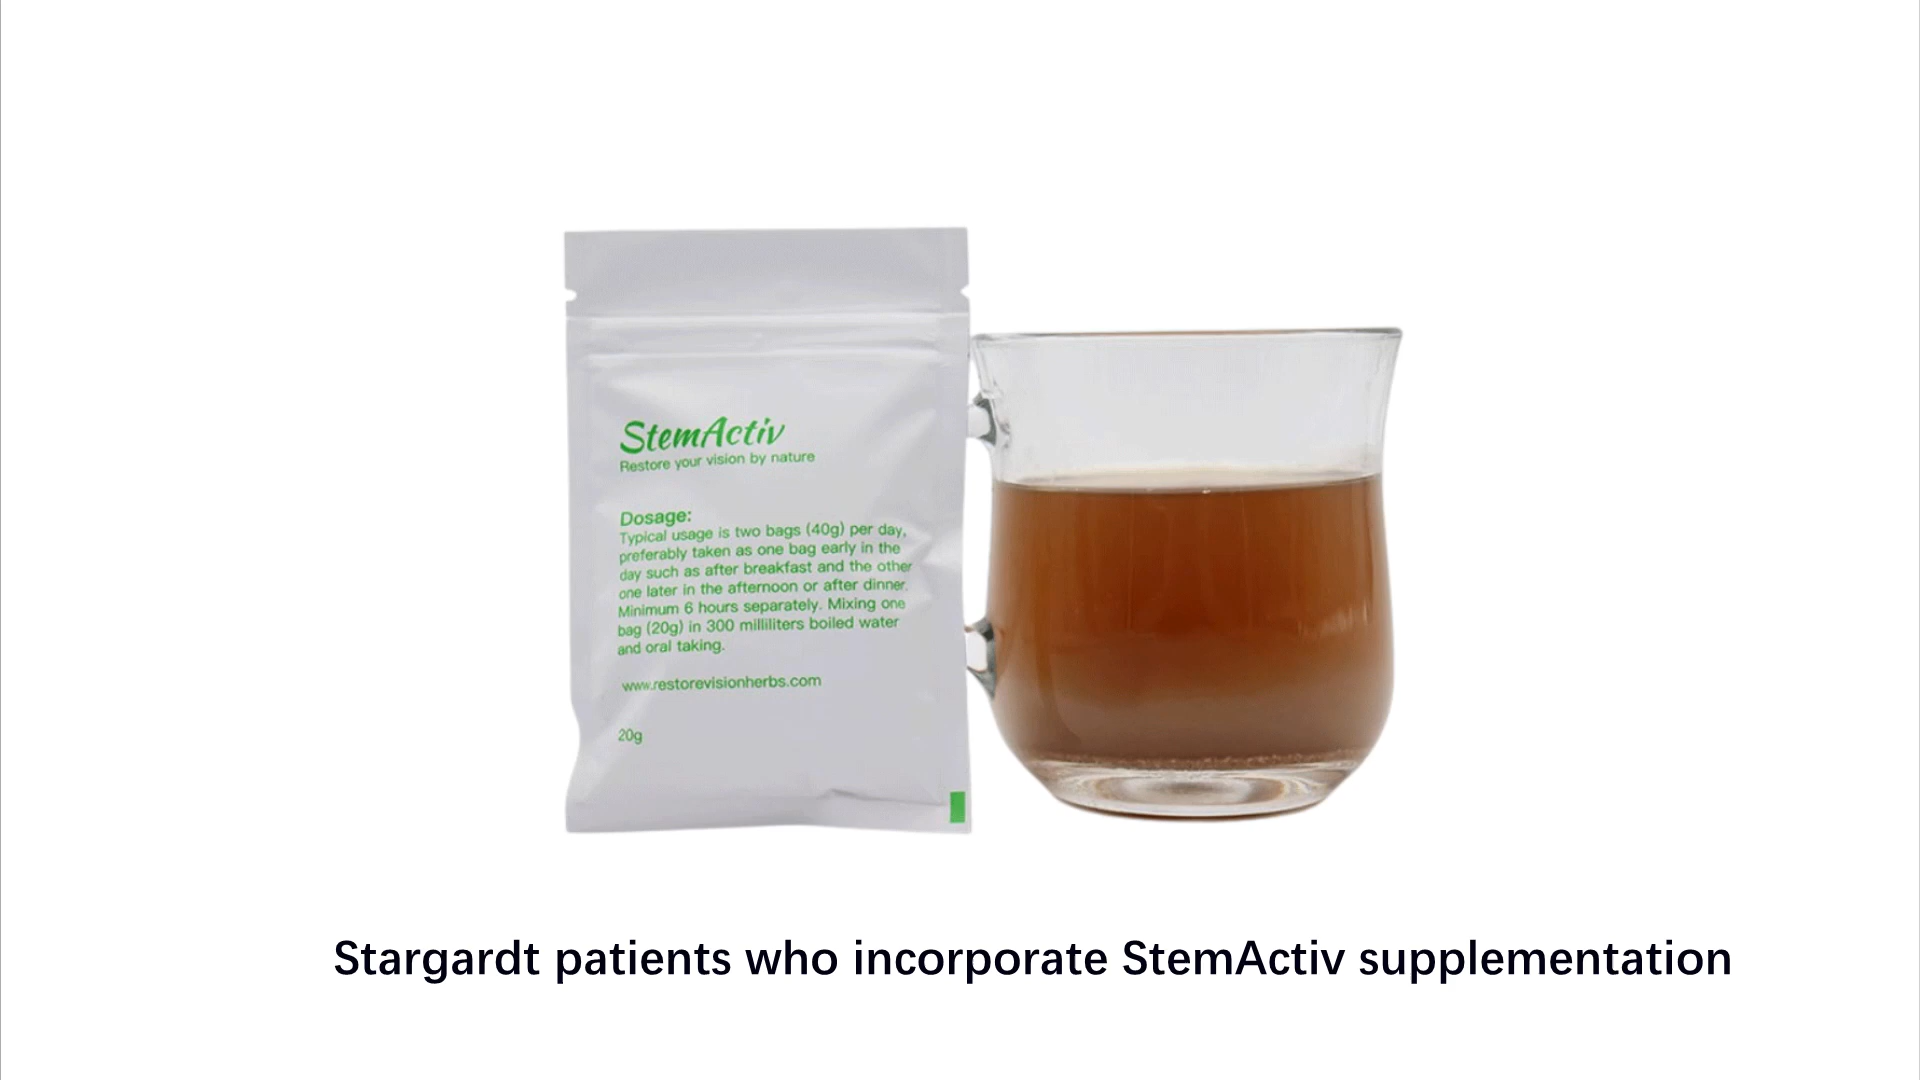 StemActiv
Restore your vision by nature
Dosage:
Typical usage is two bags (40g) per day,
preferably taken as one bag early in the
day such as after breakfast and the other
one later in the afternoon or after dinner.
Minimum 6 hours separately. Mixing one
bag (20g) in 300 milliliters boiled water
and oral taking.
www.restorevisionherbs.com
20g
Stargardt patients who incorporate StemActiv supplementation